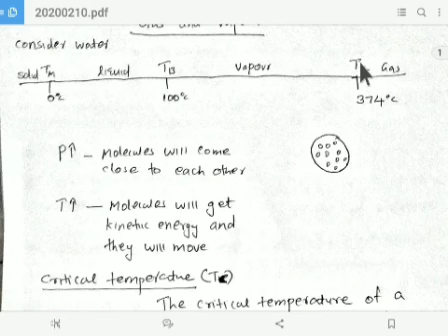 20200210.pdf
consider water
solid TM liquid TB vapour T Gas
0°c 100°c 374°c
P↑ - Molecules will come
close to each other
T↑ - Molecules will get
kinetic energy and
they will move
Critical temperature (Tc)
The critical temperature of a
1